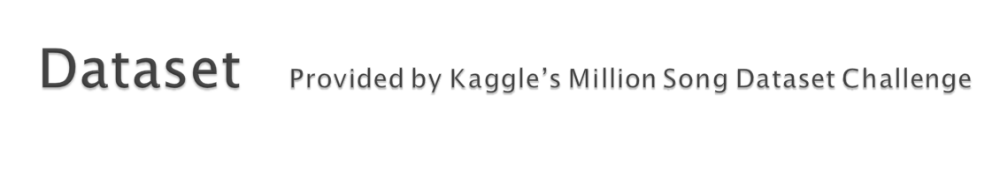 Dataset Provided by Kaggle’s Million Song Dataset Challenge